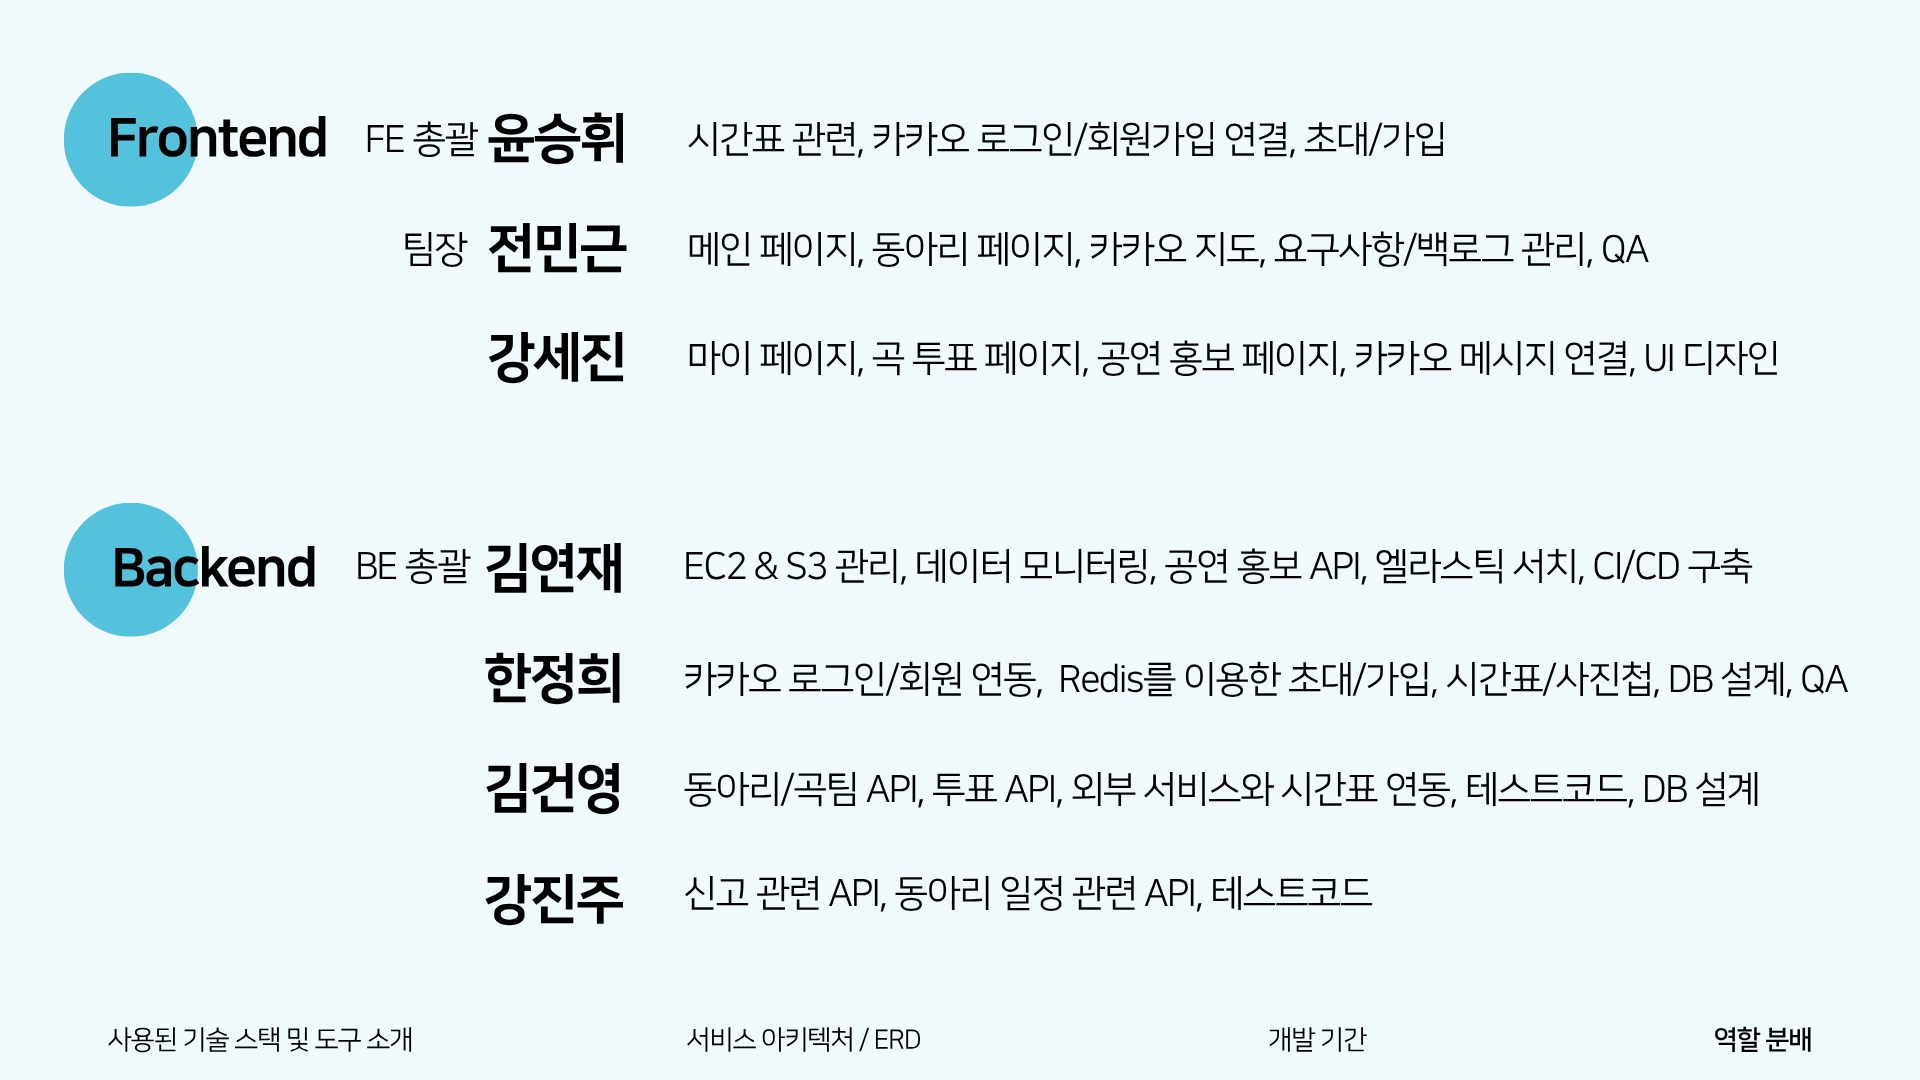 Frontend FE 총괄 윤승휘 시간표 관련, 카카오 로그인/회원가입 연결, 초대/가입
팀장 전민근 메인 페이지, 동아리 페이지, 카카오 지도, 요구사항/백로그 관리, QA
강세진 마이 페이지, 곡 투표 페이지, 공연 홍보 페이지, 카카오 메시지 연결, UI 디자인
Backend BE 총괄 김연재 EC2 & S3 관리, 데이터 모니터링, 공연 홍보 API, 엘라스틱 서치, CI/CD 구축
한정희 카카오 로그인/회원 연동, Redis를 이용한 초대/가입, 시간표/사진첩, DB 설계, QA
김건영 동아리/곡팀 API, 투표 API, 외부 서비스와 시간표 연동, 테스트코드, DB 설계
강진주 신고 관련 API, 동아리 일정 관련 API, 테스트코드
사용된 기술 스택 및 도구 소개 서비스 아키텍처 / ERD 개발 기간 역할 분배